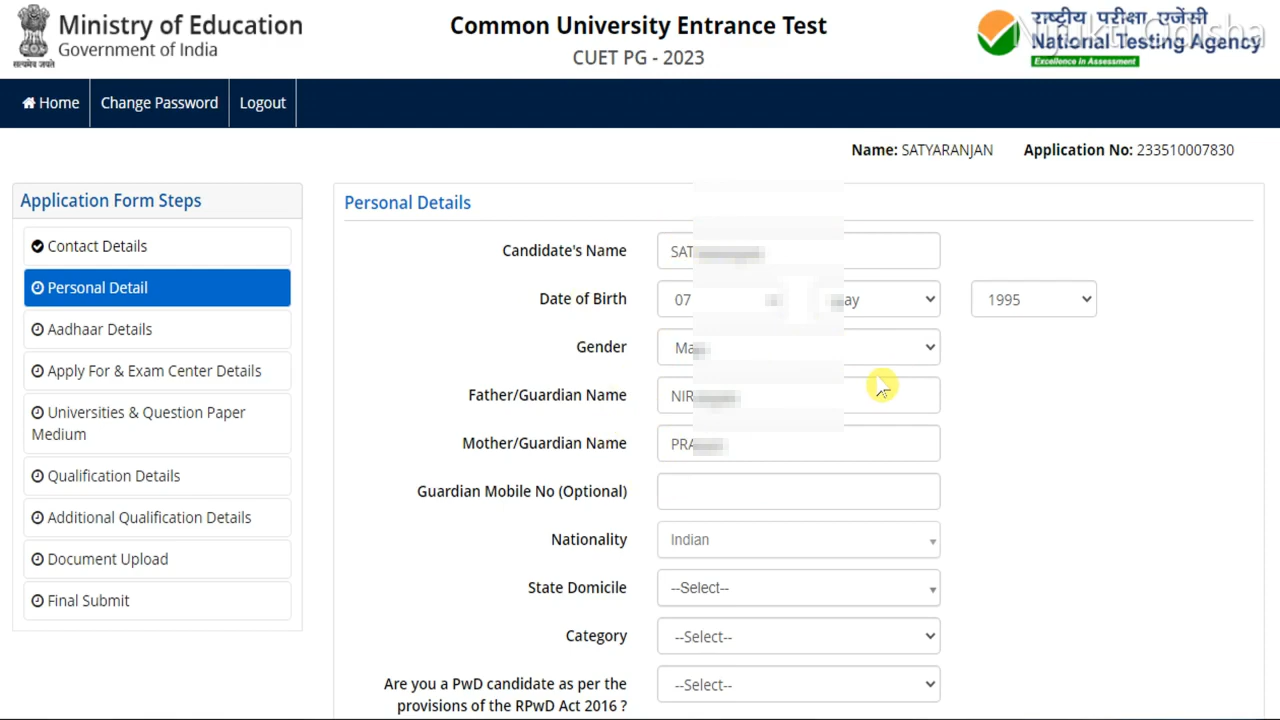 Ministry of Education
Government of India
सत्यमेव जयते
Common University Entrance Test
CUET PG - 2023
राष्ट्रीय परीक्षा एजेंसी
National Testing Agency
Excellence in Assessment
Nijukti Odisha
Home
Change Password
Logout
Name: SATYARANJAN
Application No: 233510007830
Application Form Steps
Contact Details
Personal Detail
Aadhaar Details
Apply For & Exam Center Details
Universities & Question Paper
Medium
Qualification Details
Additional Qualification Details
Document Upload
Final Submit
Personal Details
Candidate's Name SAT
Date of Birth 07 1995
Gender
Father/Guardian Name NIR
Mother/Guardian Name PRA
Guardian Mobile No (Optional)
Nationality Indian
State Domicile --Select--
Category --Select--
Are you a PwD candidate as per the --Select--
provisions of the RPwD Act 2016 ?